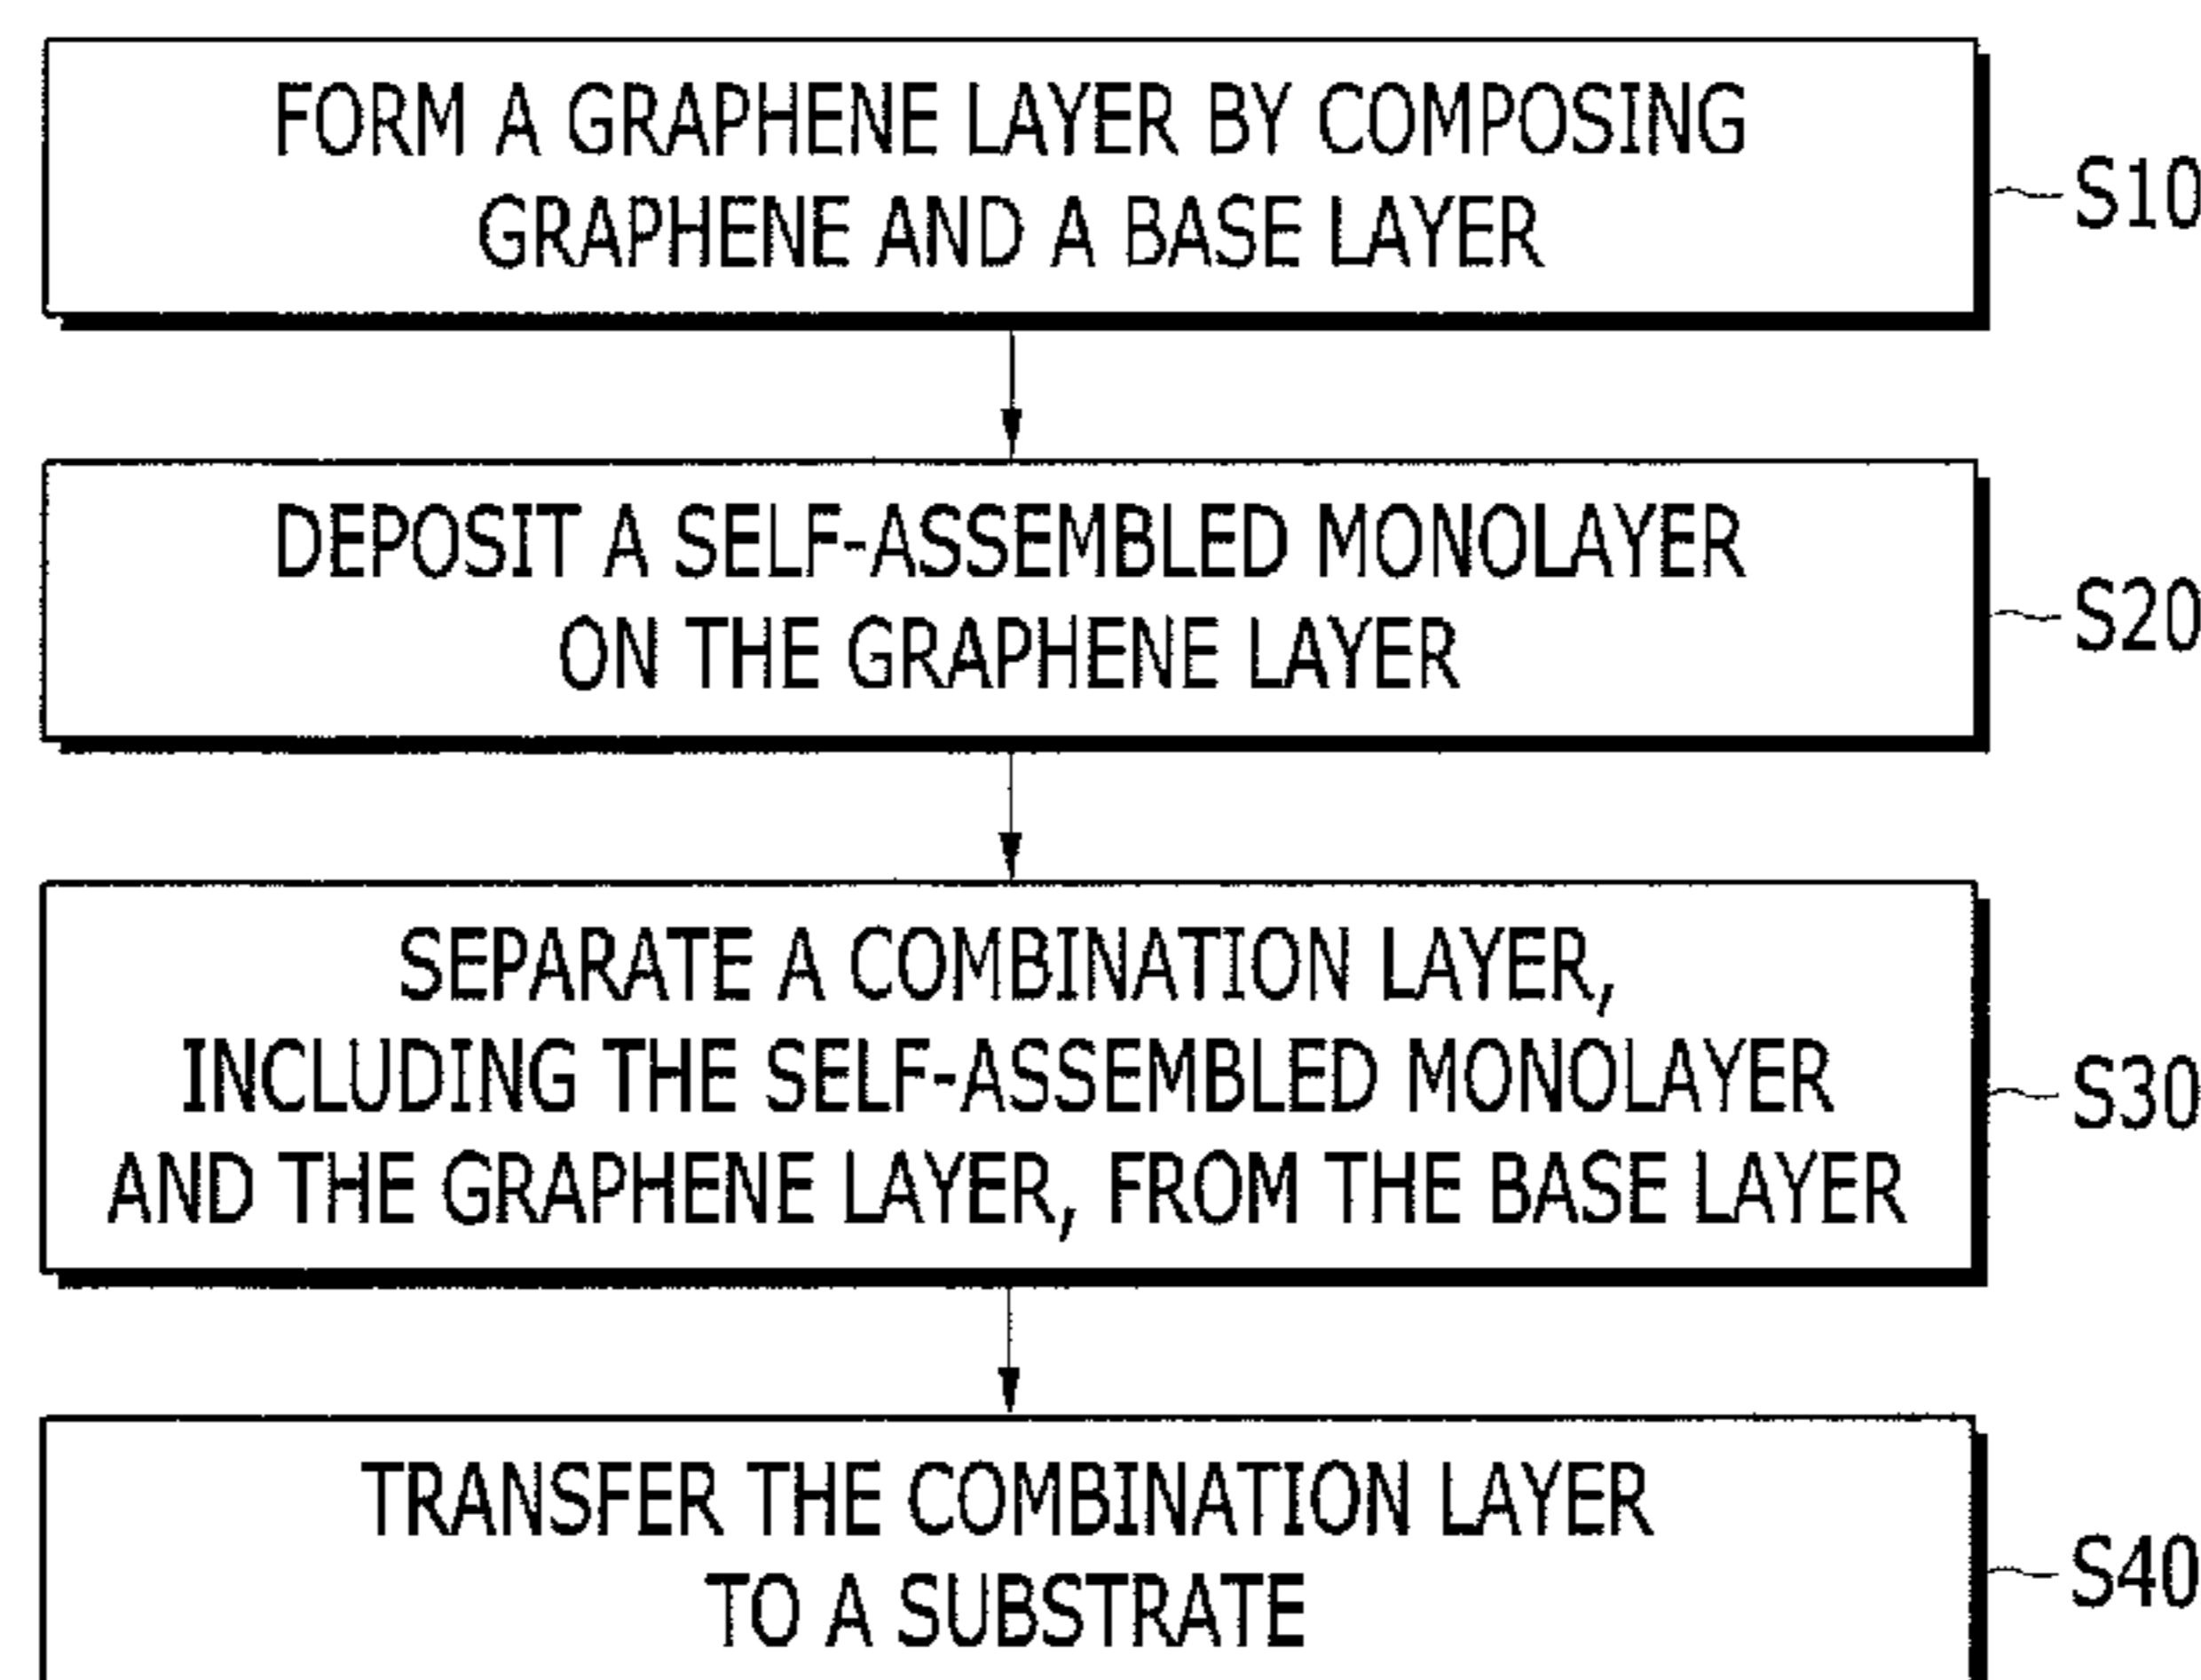 FORM A GRAPHENE LAYER BY COMPOSING
GRAPHENE AND A BASE LAYER
S10
DEPOSIT A SELF-ASSEMBLED MONOLAYER
ON THE GRAPHENE LAYER
S20
SEPARATE A COMBINATION LAYER,
INCLUDING THE SELF-ASSEMBLED MONOLAYER
AND THE GRAPHENE LAYER, FROM THE BASE LAYER
S30
TRANSFER THE COMBINATION LAYER
TO A SUBSTRATE
S40